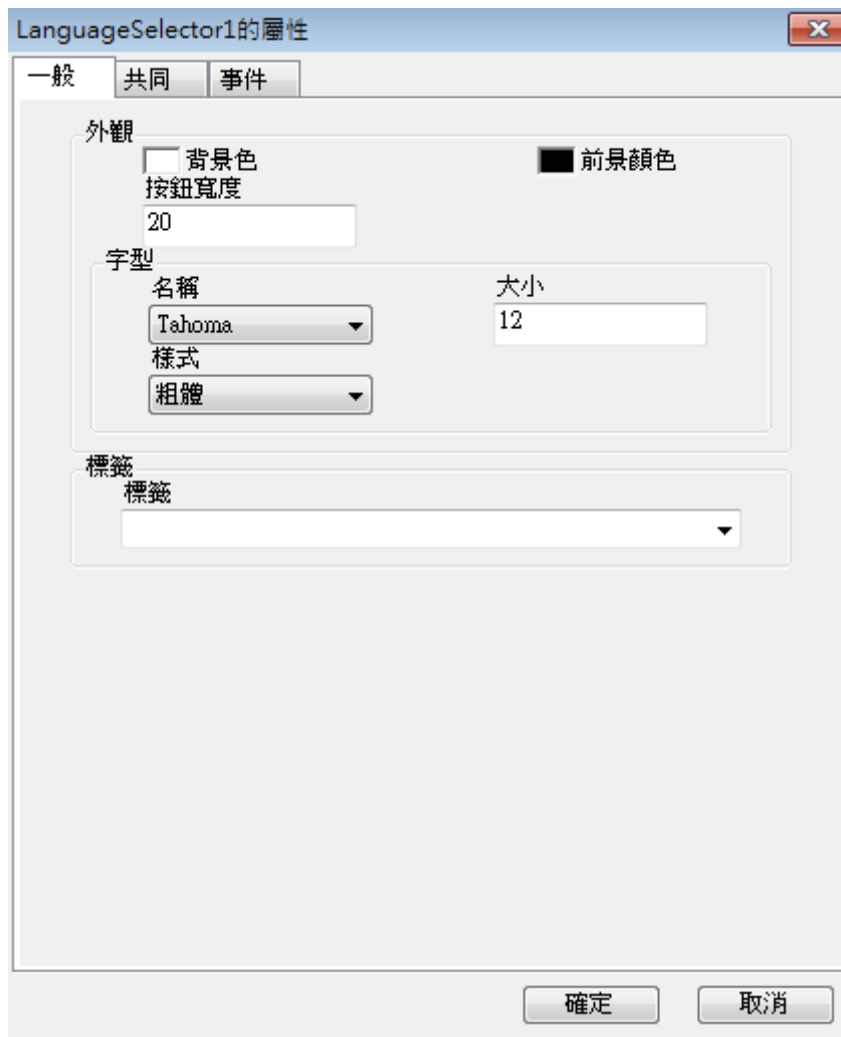 LanguageSelector1的屬性
一般 共同 事件
外觀
背景色 前景顏色
按鈕寬度
20
字型
名稱 大小
Tahoma 12
樣式
粗體
標籤
標籤
確定 取消